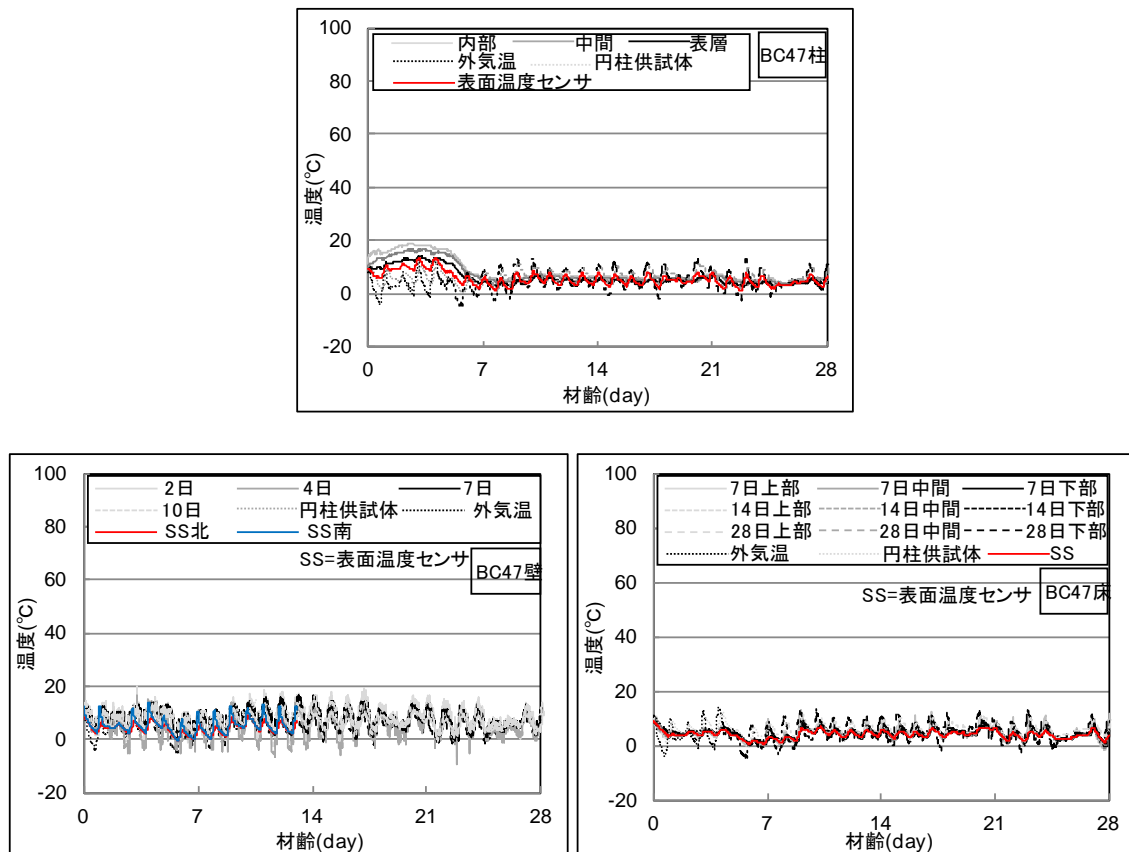 100
80
60
40
20
0
-20
温度(℃)
内部 中間 表層
外気温 円柱供試体
表面温度センサ
BC47柱
0 7 14 21 28
材齢(day)
100
80
60
40
20
0
-20
温度(℃)
2日 4日 7日
10日 円柱供試体 外気温
SS北 SS南
SS=表面温度センサ
BC47壁
0 7 14 21 28
材齢(day)
100
80
60
40
20
0
-20
温度(℃)
7日上部 7日中間 7日下部
14日上部 14日中間 14日下部
28日上部 28日中間 28日下部
外気温 円柱供試体 SS
SS=表面温度センサ
BC47床
0 7 14 21 28
材齢(day)